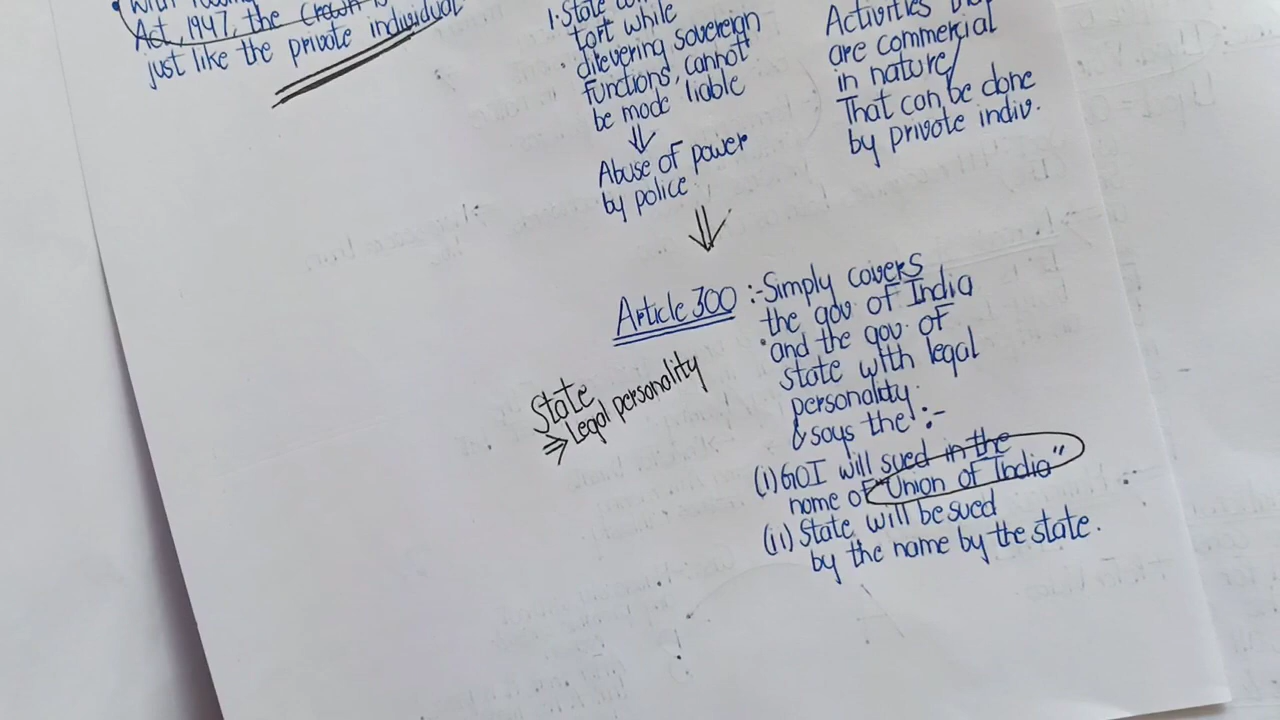 Act, 1947, the Crown is
just like the private individual
1. State
tort while
direvering sovereign
functions, cannot
be made liable
Abuse of power
by police
Activities
are commercial
in nature
That can be done
by private indiv.
Article 300 :- Simply covers
the gov. of India
and the gov. of
state with legal
personality.
& says the :-
State
⇒ Legal personality
(i) GOI will sued in the
name of "Union of India"
(ii) State will be sued
by the name by the state.